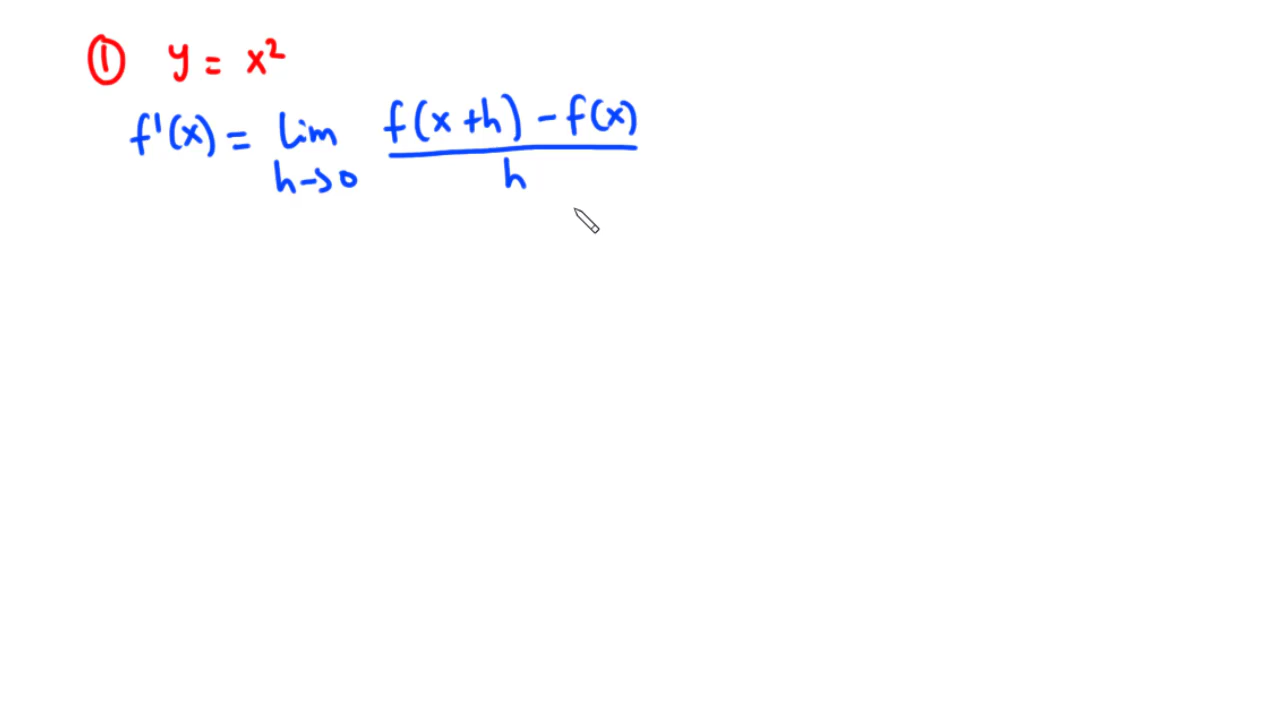 ① y = x²
f'(x) = lim h→0 f(x+h) - f(x) / h